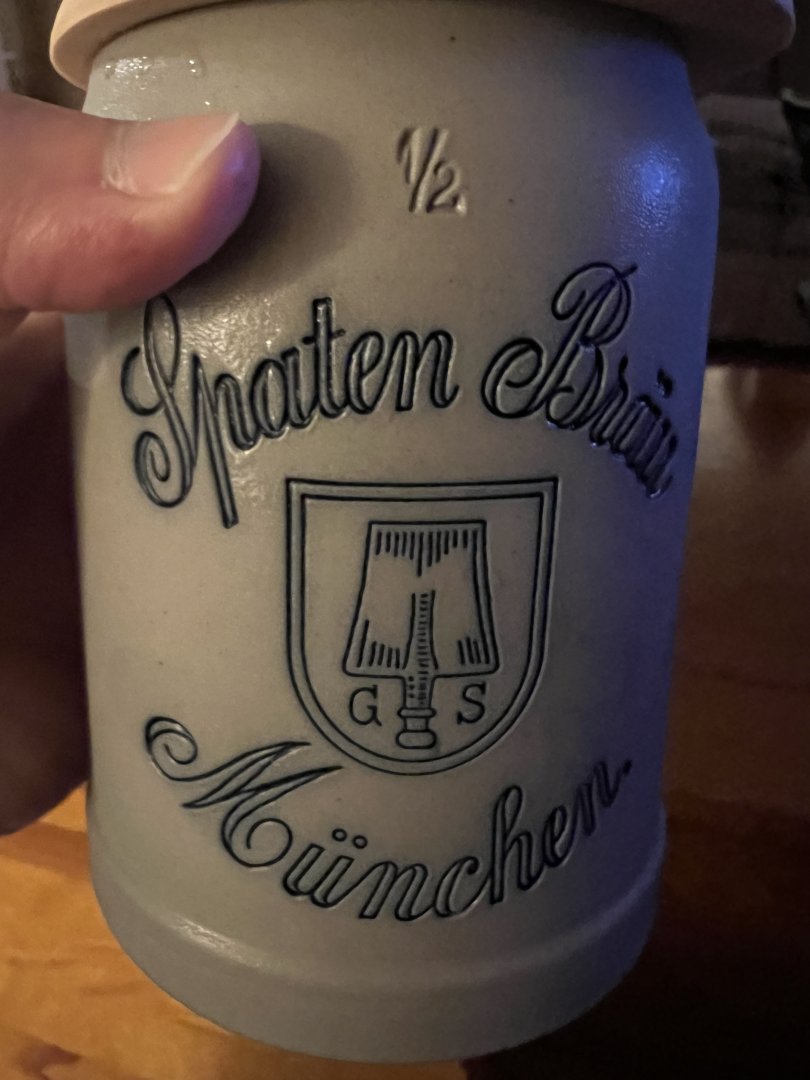 1/2
Spaten Bräu
G S
München.